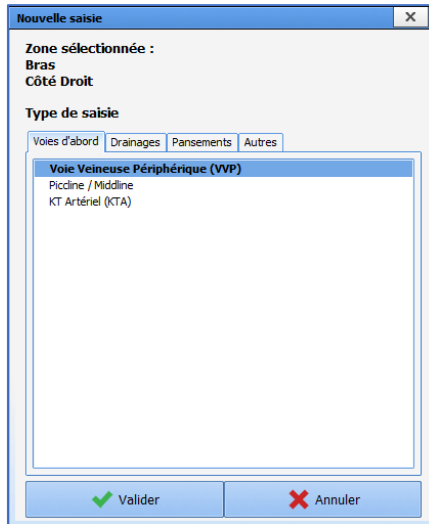 Nouvelle saisie
Zone sélectionnée :
Bras
Côté Droit
Type de saisie
Voies d'abord Drainages Pansements Autres
Voie Veineuse Périphérique (VVP)
Piccline / Middline
KT Artériel (KTA)
Valider Annuler